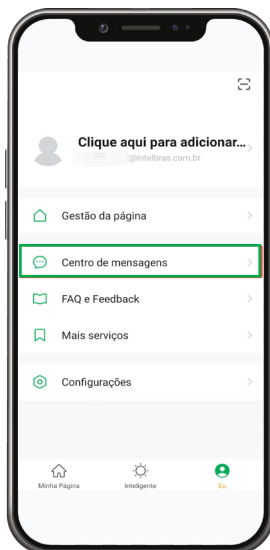 Clique aqui para adicionar...
@intelbras.com.br
Gestão da página
Centro de mensagens
FAQ e Feedback
Mais serviços
Configurações
Minha Página
Inteligente
Eu